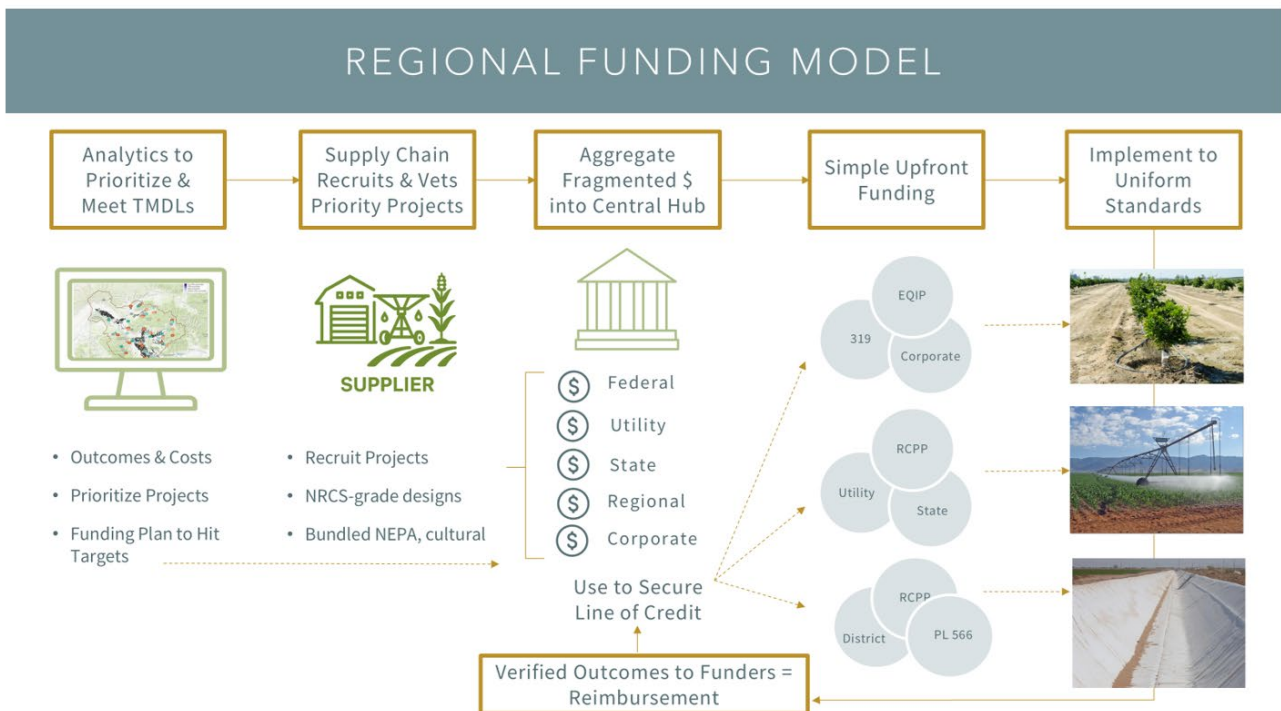 REGIONAL FUNDING MODEL
Analytics to
Prioritize &
Meet TMDLs
Supply Chain
Recruits & Vets
Priority Projects
Aggregate
Fragmented $
into Central Hub
Simple Upfront
Funding
Implement to
Uniform
Standards
SUPPLIER
• Outcomes & Costs
• Prioritize Projects
• Funding Plan to Hit
Targets
• Recruit Projects
• NRCS-grade designs
• Bundled NEPA, cultural
$ Federal
$ Utility
$ State
$ Regional
$ Corporate
Use to Secure
Line of Credit
EQIP
319
Corporate
RCPP
Utility
State
RCPP
District
PL 566
Verified Outcomes to Funders =
Reimbursement